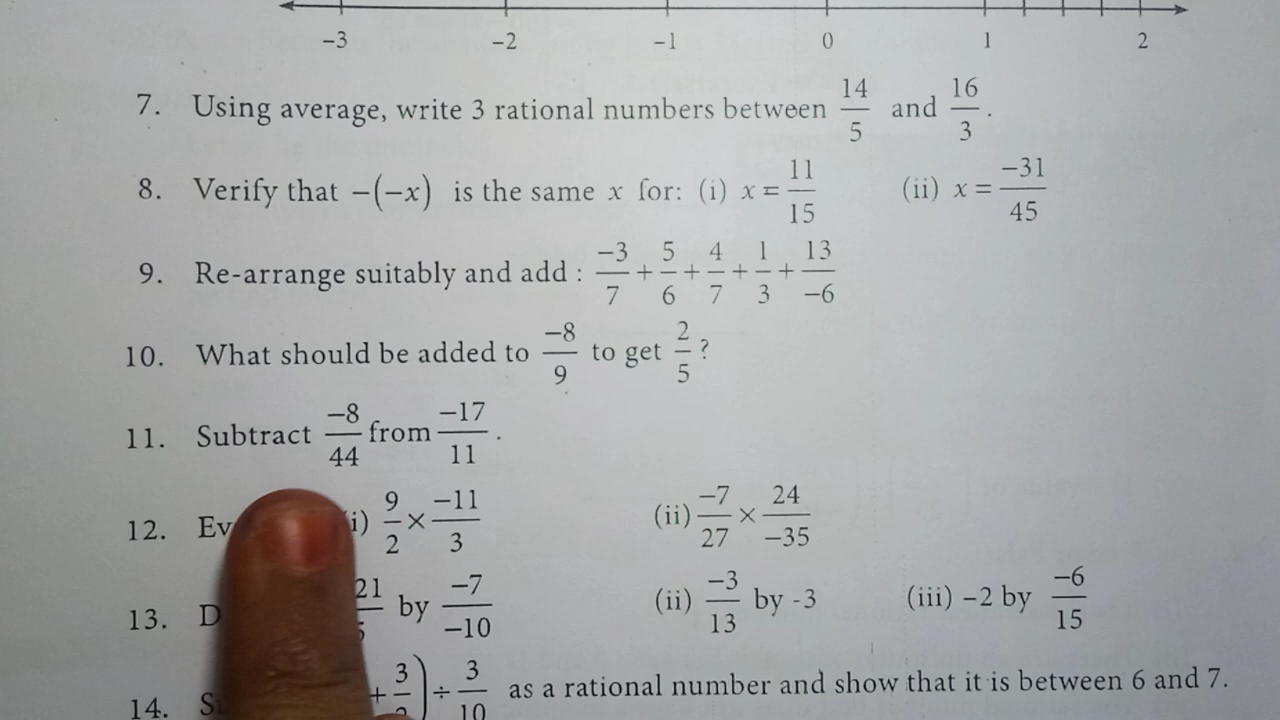 -3 -2 -1 0 1 2
7. Using average, write 3 rational numbers between 14/5 and 16/3.
8. Verify that -(-x) is the same x for: (i) x = 11/15 (ii) x = -31/45
9. Re-arrange suitably and add : -3/7 + 5/6 + 4/7 + 1/3 + 13/-6
10. What should be added to -8/9 to get 2/5?
11. Subtract -8/44 from -17/11.
12. i) 9/2 × -11/3 (ii) -7/27 × 24/-35
13. by -7/-10 (ii) -3/13 by -3 (iii) -2 by -6/15
14. ÷ 3/10 as a rational number and show that it is between 6 and 7.